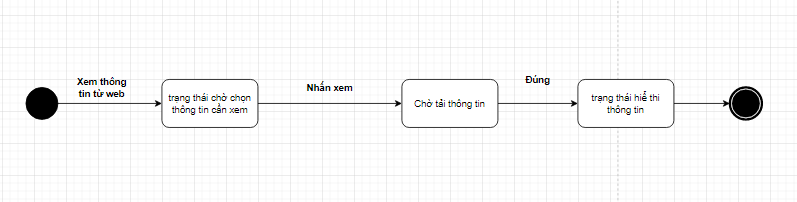 Xem thông
tin từ web
trạng thái chờ chọn
thông tin cần xem
Nhấn xem
Chờ tải thông tin
Đúng
trạng thái hiể thi
thông tin